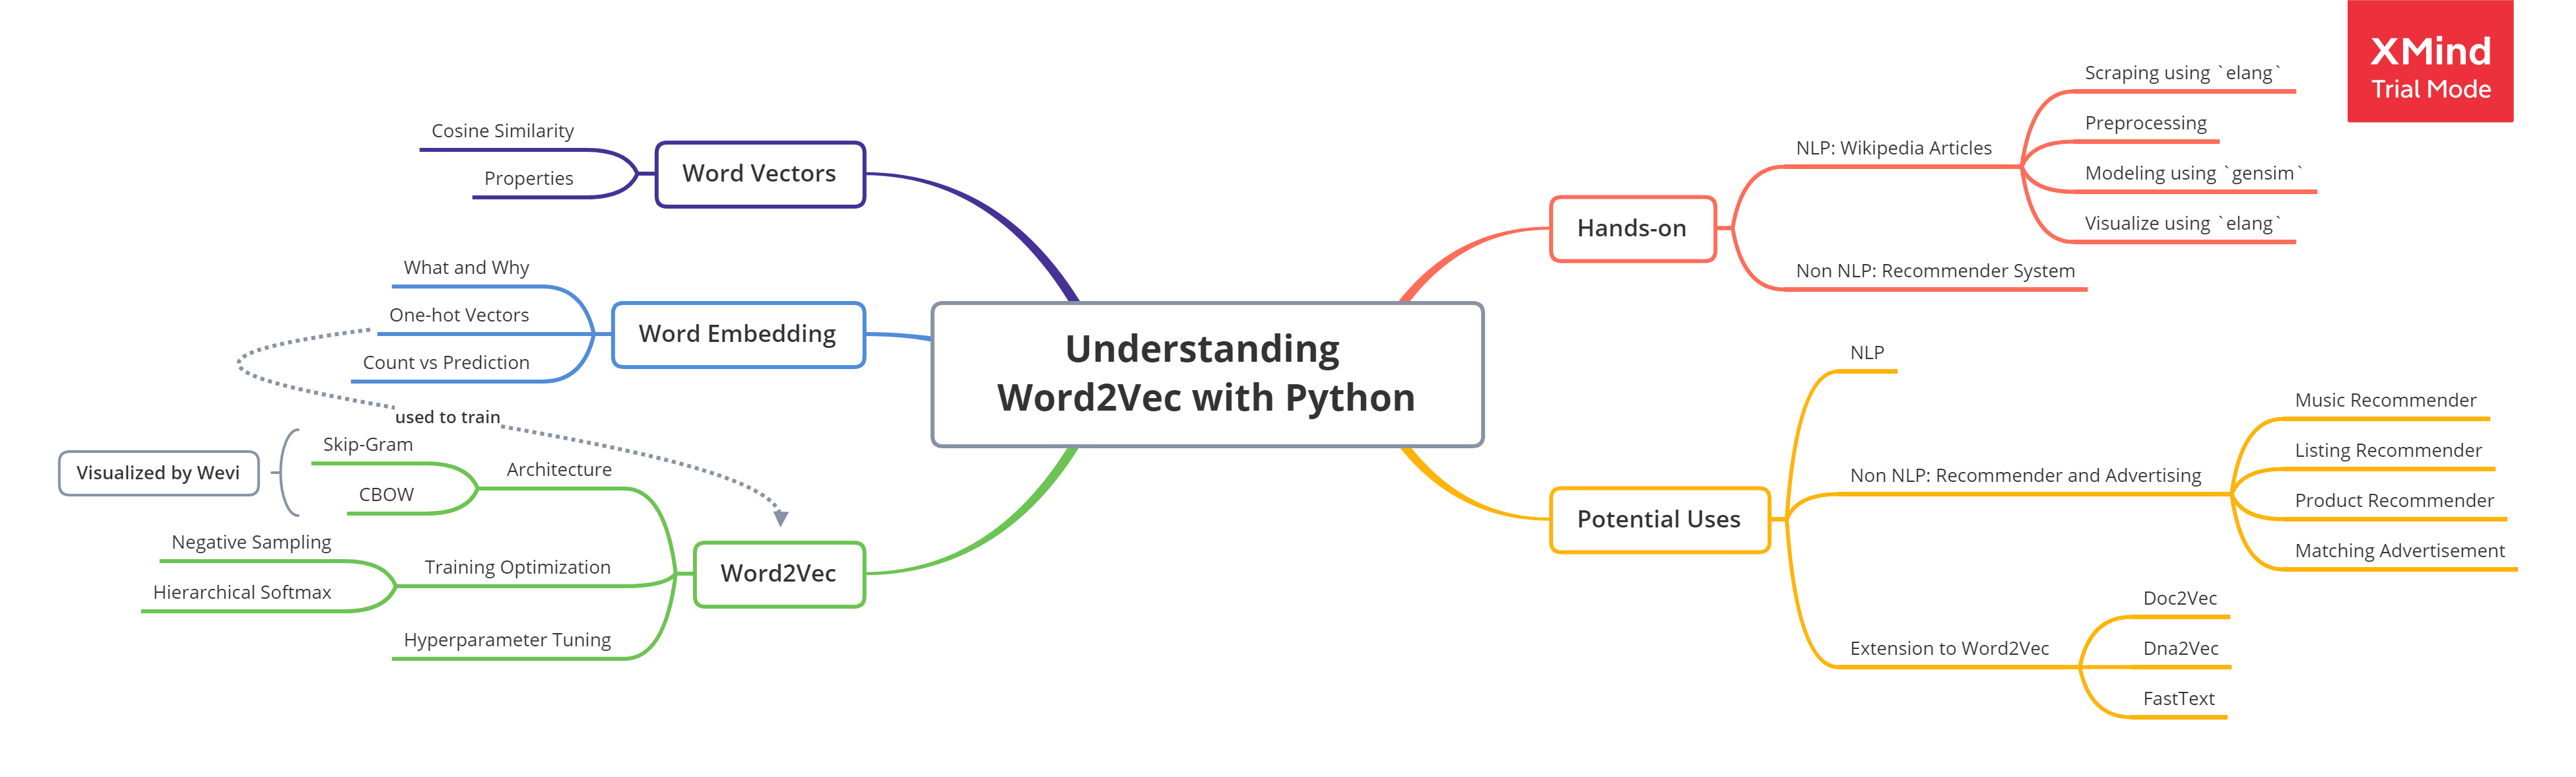 XMind
Trial Mode
Understanding
Word2Vec with Python
Word Vectors
Cosine Similarity
Properties
Word Embedding
What and Why
One-hot Vectors
Count vs Prediction
used to train
Word2Vec
Architecture
Skip-Gram
CBOW
Visualized by Wevi
Training Optimization
Negative Sampling
Hierarchical Softmax
Hyperparameter Tuning
Hands-on
NLP: Wikipedia Articles
Scraping using `elang`
Preprocessing
Modeling using `gensim`
Visualize using `elang`
Non NLP: Recommender System
Potential Uses
NLP
Non NLP: Recommender and Advertising
Music Recommender
Listing Recommender
Product Recommender
Matching Advertisement
Extension to Word2Vec
Doc2Vec
Dna2Vec
FastText